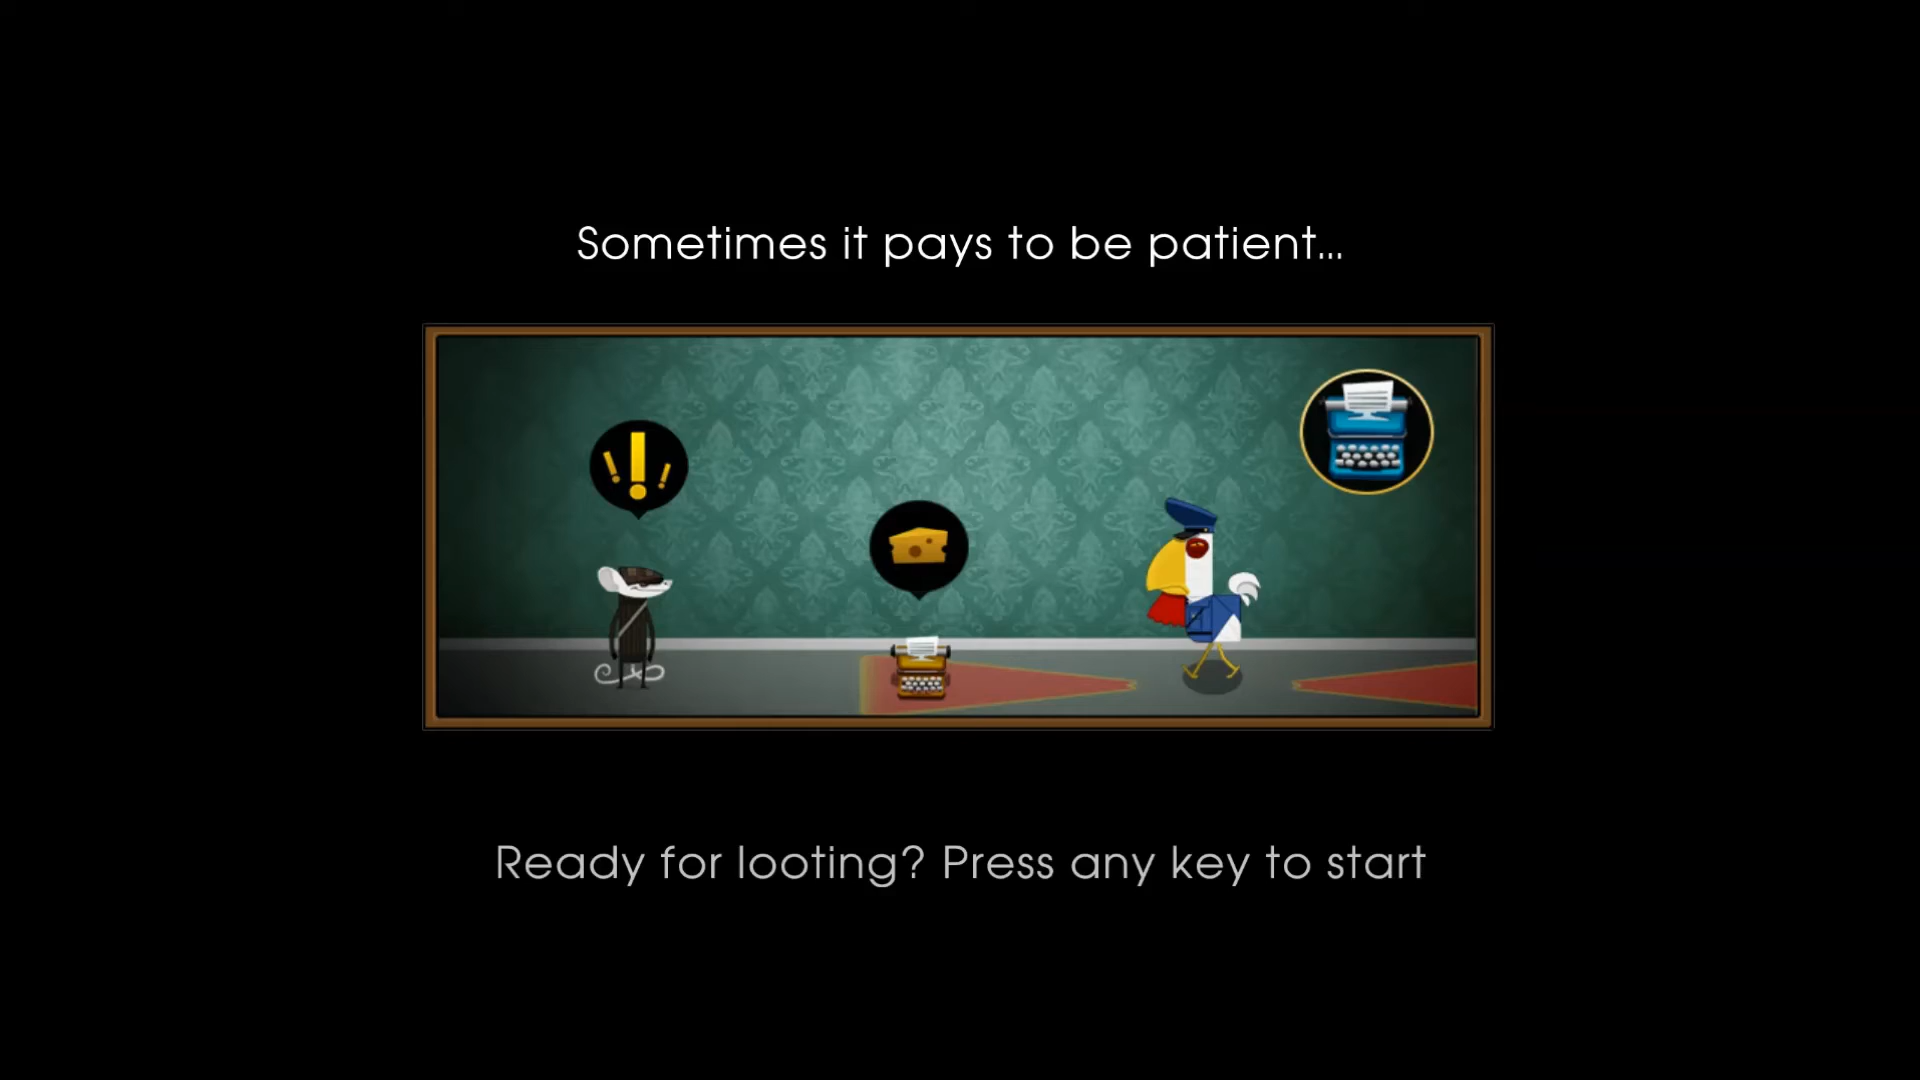 Sometimes it pays to be patient...
Ready for looting? Press any key to start